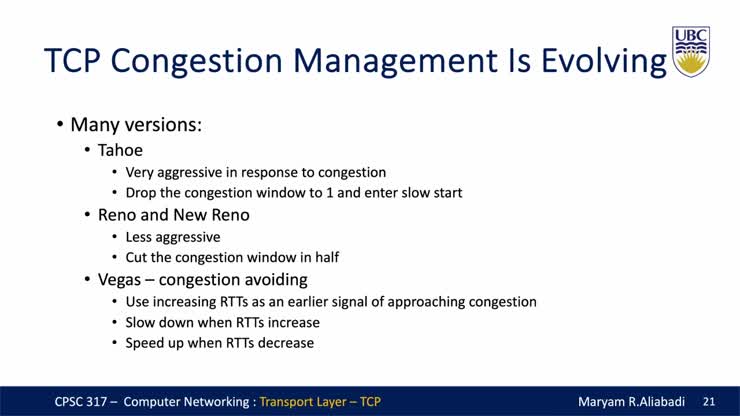 UBC
TCP Congestion Management Is Evolving
• Many versions:
• Tahoe
• Very aggressive in response to congestion
• Drop the congestion window to 1 and enter slow start
• Reno and New Reno
• Less aggressive
• Cut the congestion window in half
• Vegas – congestion avoiding
• Use increasing RTTs as an earlier signal of approaching congestion
• Slow down when RTTs increase
• Speed up when RTTs decrease
CPSC 317 – Computer Networking : Transport Layer – TCP
Maryam R.Aliabadi 21